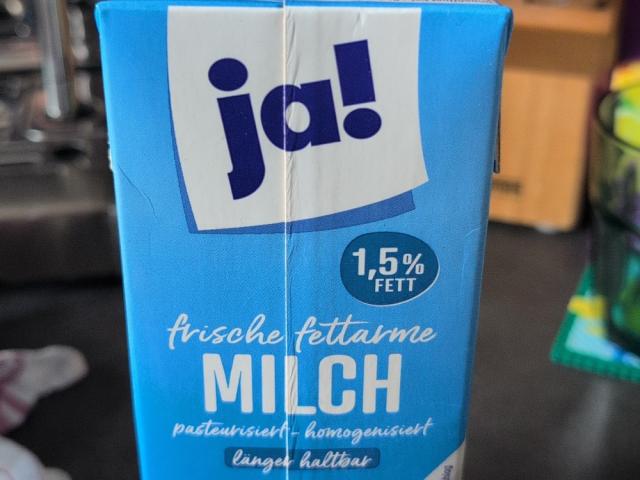 ja!
1,5%
FETT
frische fettarme
MILCH
pasteurisiert - homogenisiert
länger haltbar